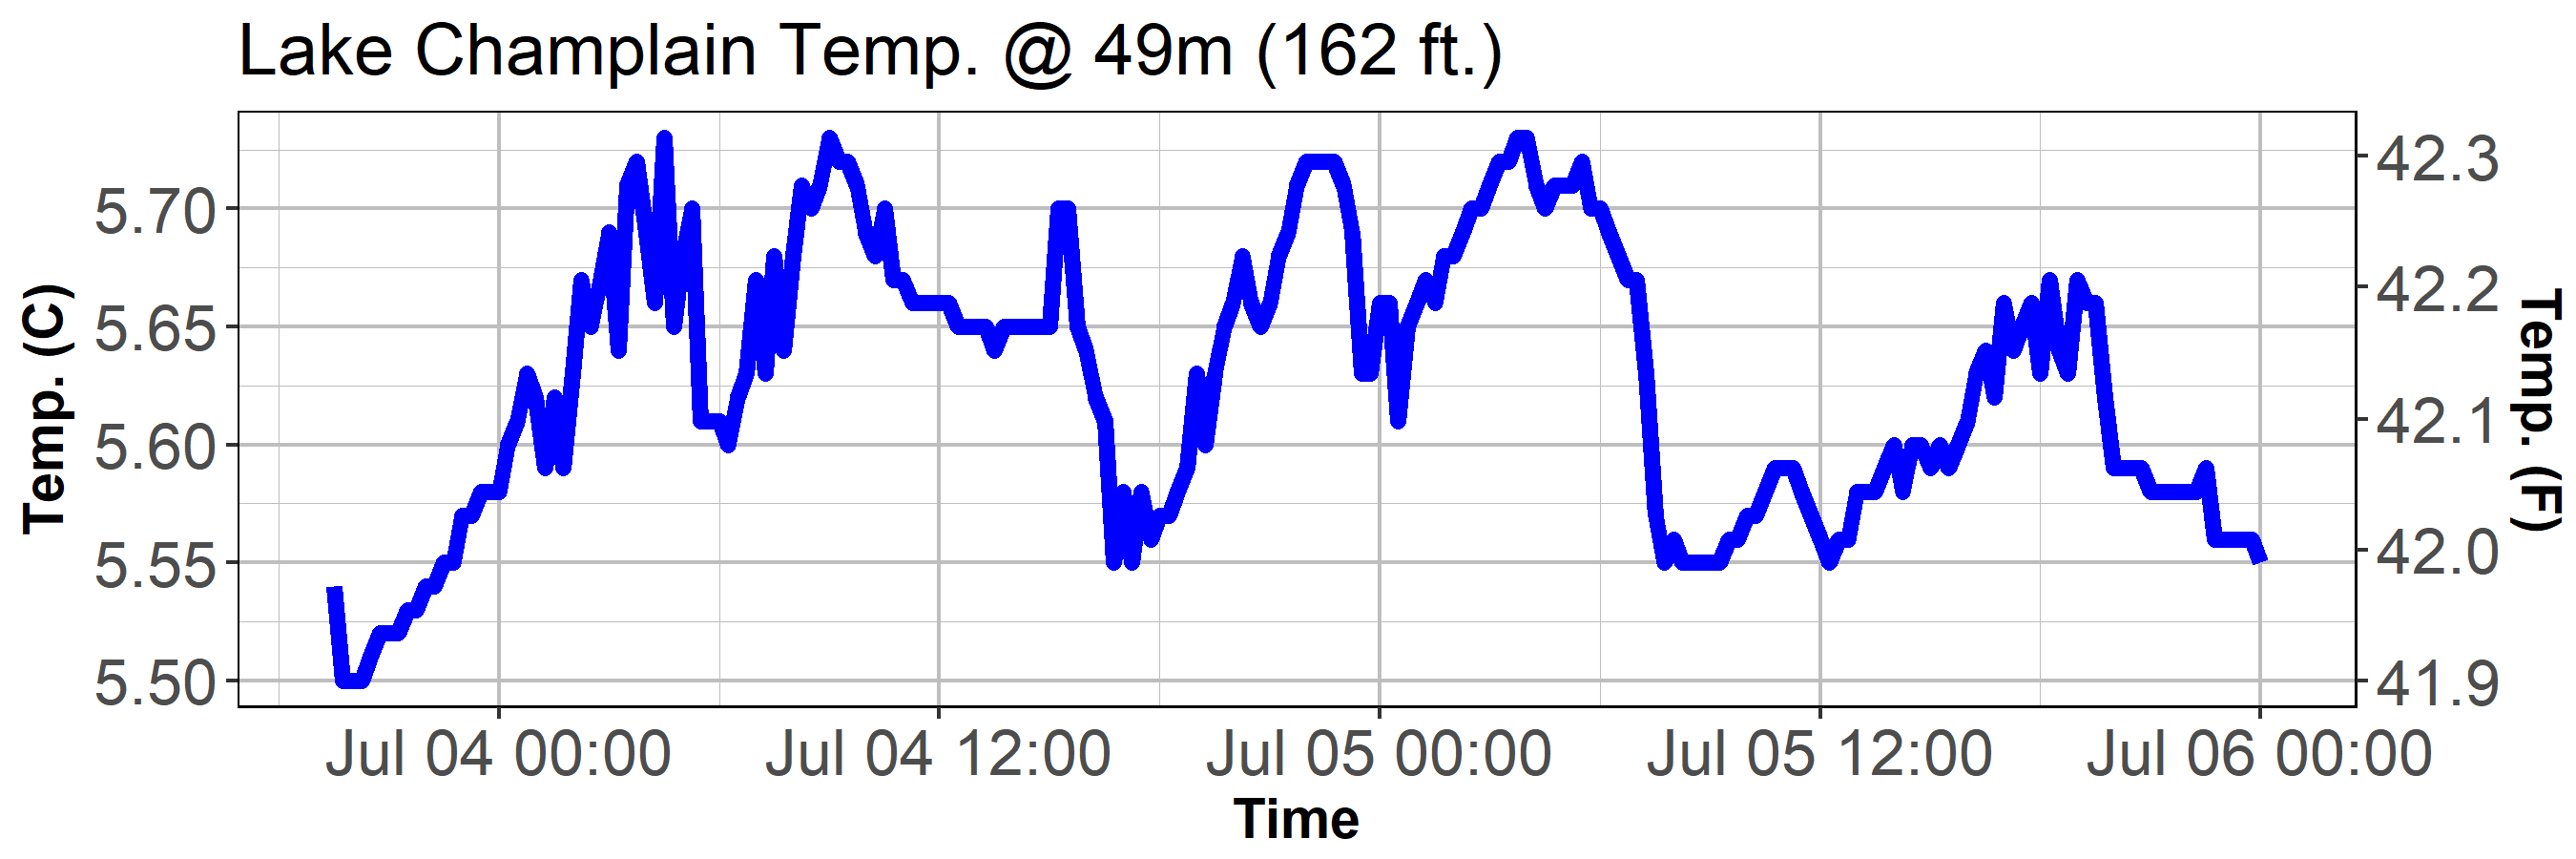 Lake Champlain Temp. @ 49m (162 ft.)
Temp. (C)
5.70
5.65
5.60
5.55
5.50
42.3
42.2
42.1
42.0
41.9
Temp. (F)
Jul 04 00:00 Jul 04 12:00 Jul 05 00:00 Jul 05 12:00 Jul 06 00:00
Time